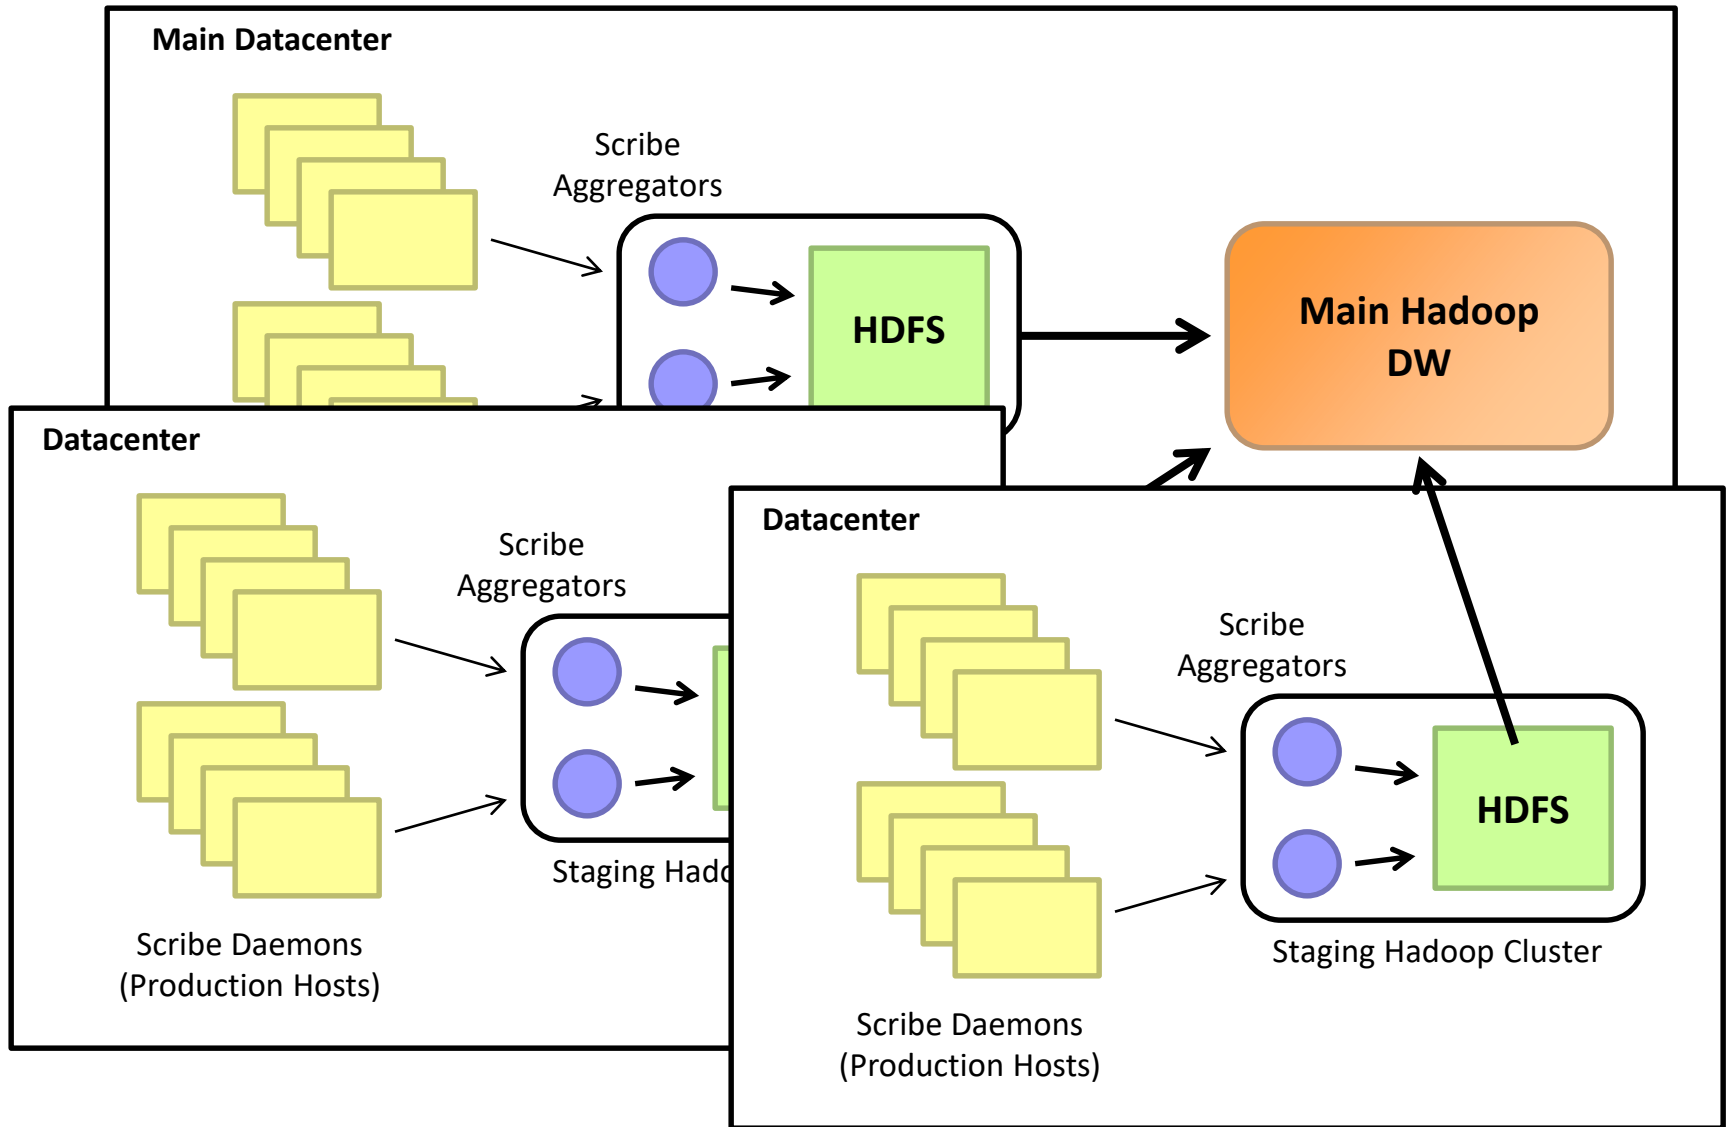 Main Datacenter
Scribe
Aggregators
HDFS
Main Hadoop
DW
Datacenter
Scribe
Aggregators
Staging
Scribe Daemons
(Production Hosts)
Datacenter
Scribe
Aggregators
HDFS
Staging Hadoop Cluster
Scribe Daemons
(Production Hosts)